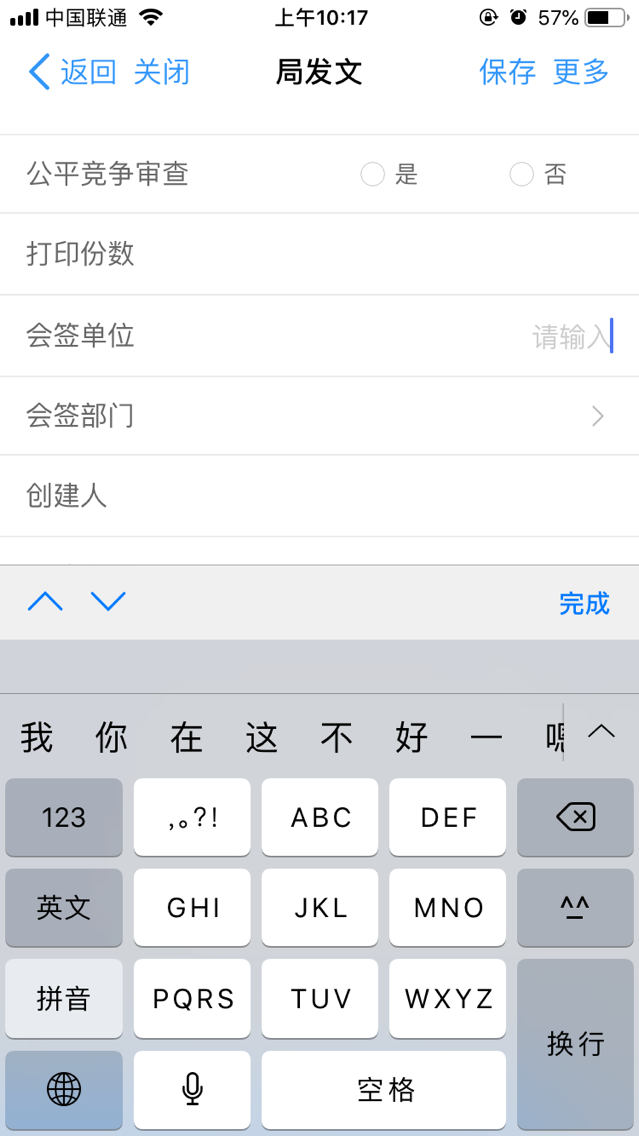 中国联通 上午10:17 57%
返回 关闭 局发文 保存 更多
公平竞争审查 是 否
打印份数
会签单位 请输入
会签部门
创建人
完成
我 你 在 这 不 好 一 嗯
123 ,。?! ABC DEF
英文 GHI JKL MNO ^^
拼音 PQRS TUV WXYZ
换行
空格